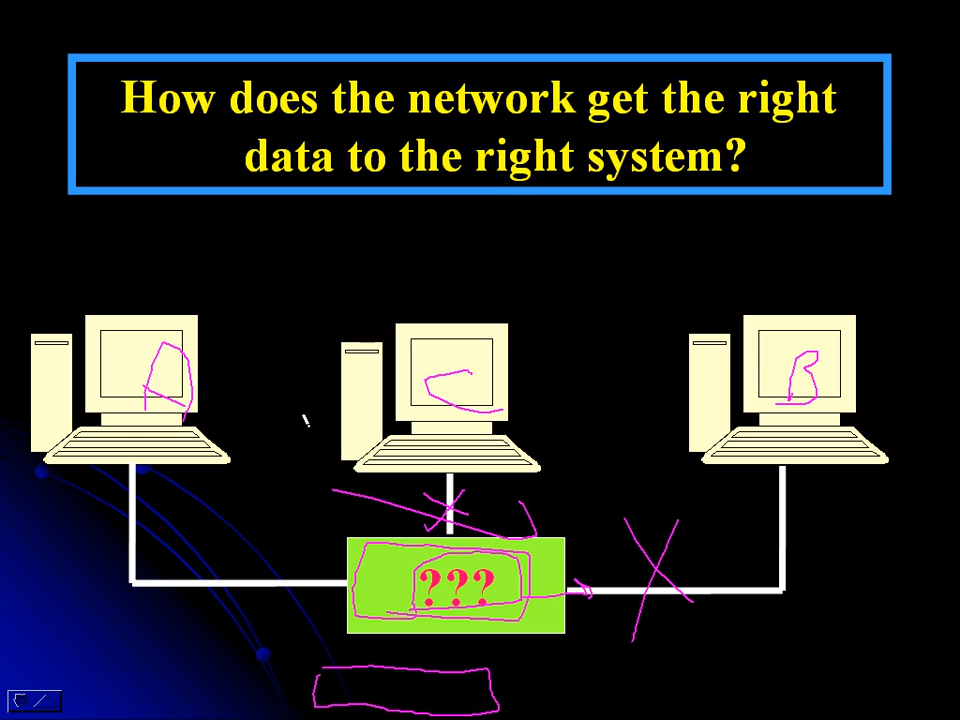 How does the network get the right
data to the right system?
A
C
B
???